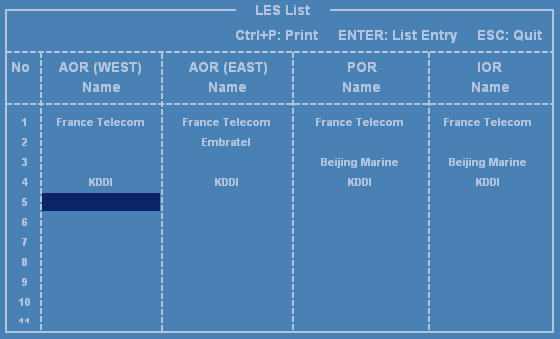 LES List
Ctrl+P: Print ENTER: List Entry ESC: Quit
No AOR (WEST) AOR (EAST) POR IOR
Name Name Name Name
1 France Telecom France Telecom France Telecom France Telecom
2 Embratel
3 Beijing Marine Beijing Marine
4 KDDI KDDI KDDI KDDI
5
6
7
8
9
10
11